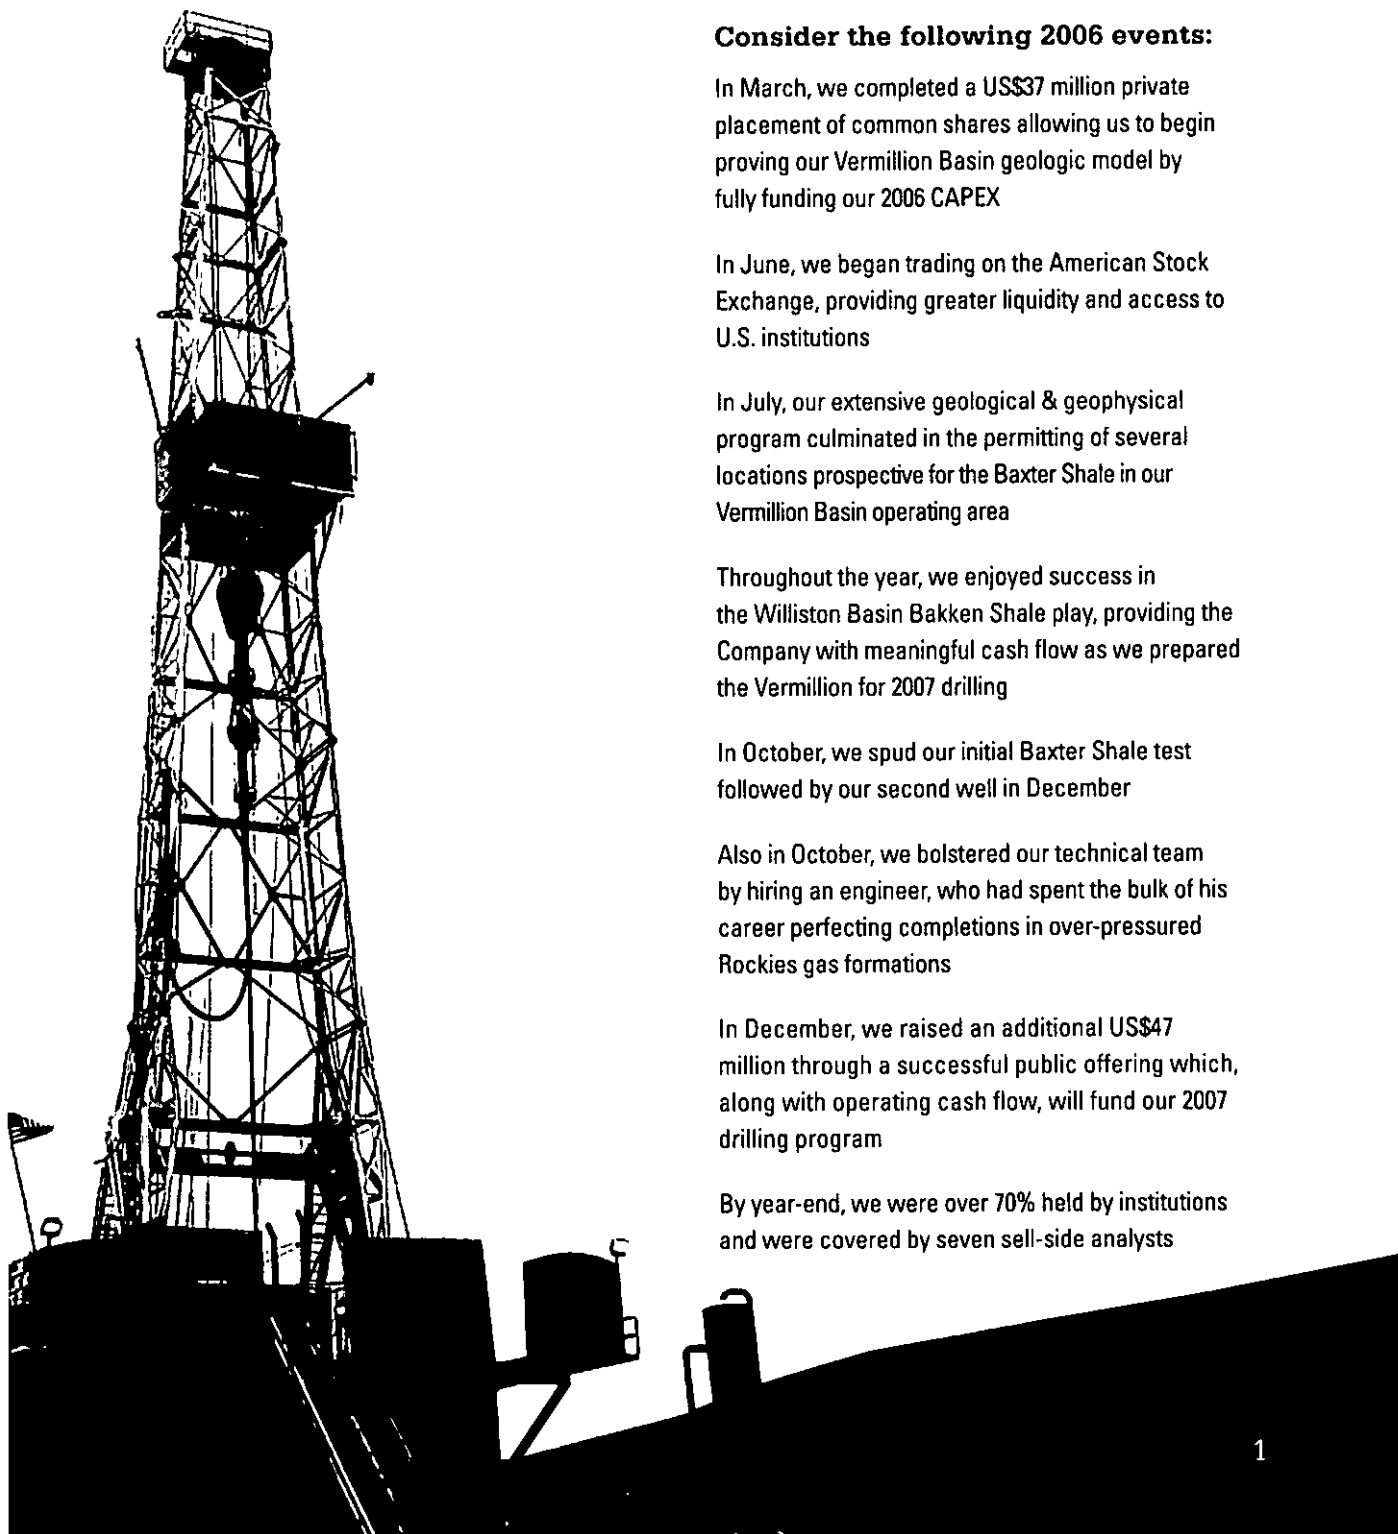 Consider the following 2006 events:
In March, we completed a US$37 million private
placement of common shares allowing us to begin
proving our Vermillion Basin geologic model by
fully funding our 2006 CAPEX
In June, we began trading on the American Stock
Exchange, providing greater liquidity and access to
U.S. institutions
In July, our extensive geological & geophysical
program culminated in the permitting of several
locations prospective for the Baxter Shale in our
Vermillion Basin operating area
Throughout the year, we enjoyed success in
the Williston Basin Bakken Shale play, providing the
Company with meaningful cash flow as we prepared
the Vermillion for 2007 drilling
In October, we spud our initial Baxter Shale test
followed by our second well in December
Also in October, we bolstered our technical team
by hiring an engineer, who had spent the bulk of his
career perfecting completions in over-pressured
Rockies gas formations
In December, we raised an additional US$47
million through a successful public offering which,
along with operating cash flow, will fund our 2007
drilling program
By year-end, we were over 70% held by institutions
and were covered by seven sell-side analysts
1